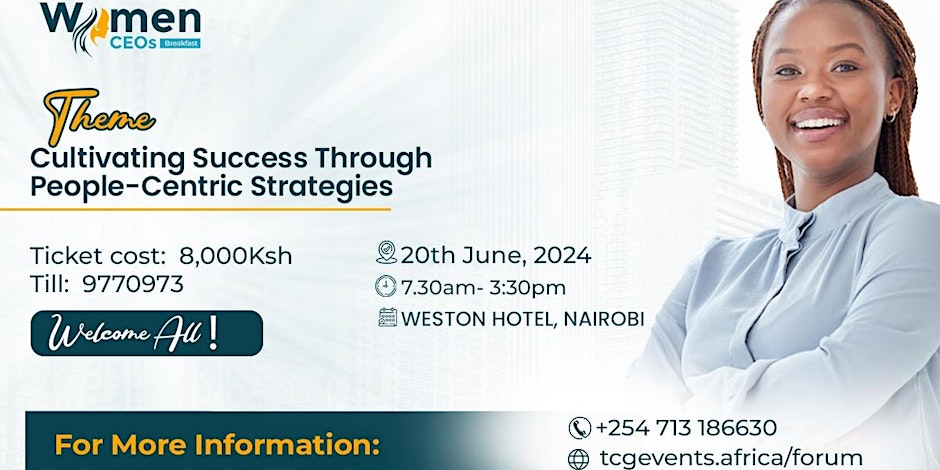 Women
CEOs Breakfast
Theme
Cultivating Success Through
People-Centric Strategies
Ticket cost: 8,000Ksh
Till: 9770973
Welcome All!
20th June, 2024
7.30am- 3:30pm
WESTON HOTEL, NAIROBI
For More Information:
+254 713 186630
tcgevents.africa/forum